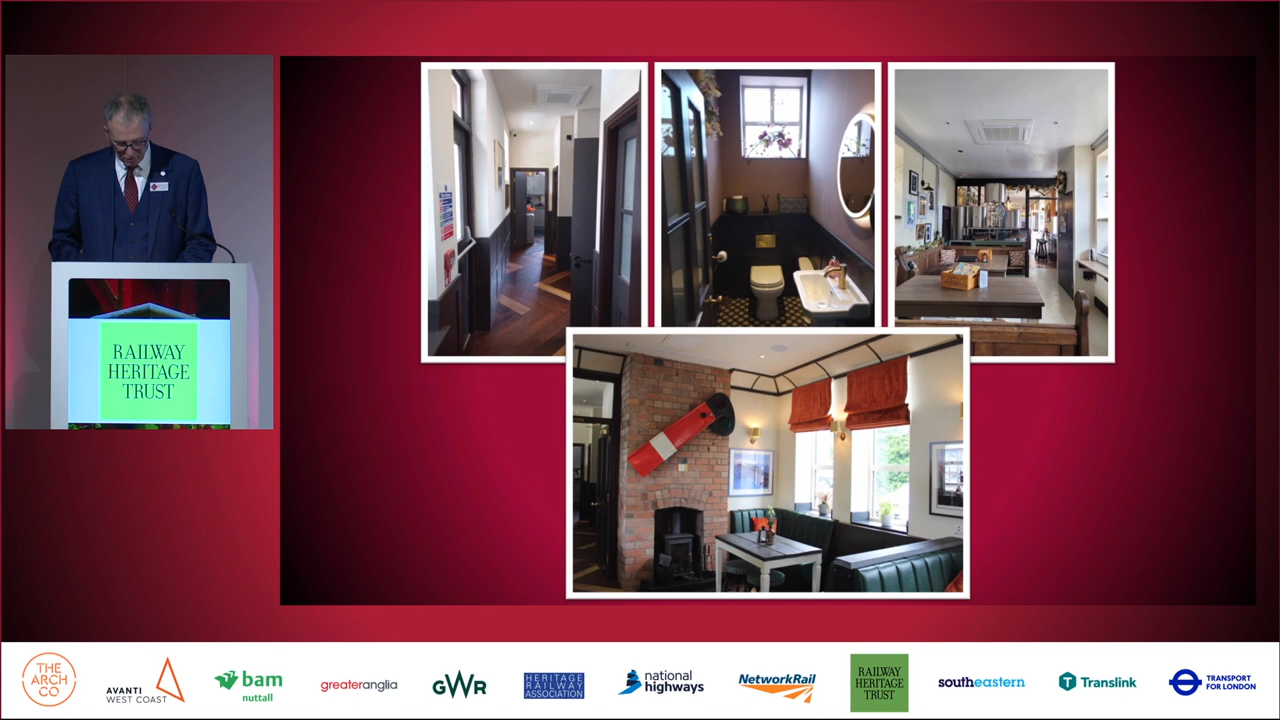 RAILWAY
HERITAGE
TRUST
THE
ARCH
CO
AVANTI
WEST COAST
bam
nuttall
greateranglia
GWR
HERITAGE
RAILWAY
ASSOCIATION
national
highways
NetworkRail
RAILWAY
HERITAGE
TRUST
southeastern
Translink
TRANSPORT
FOR LONDON